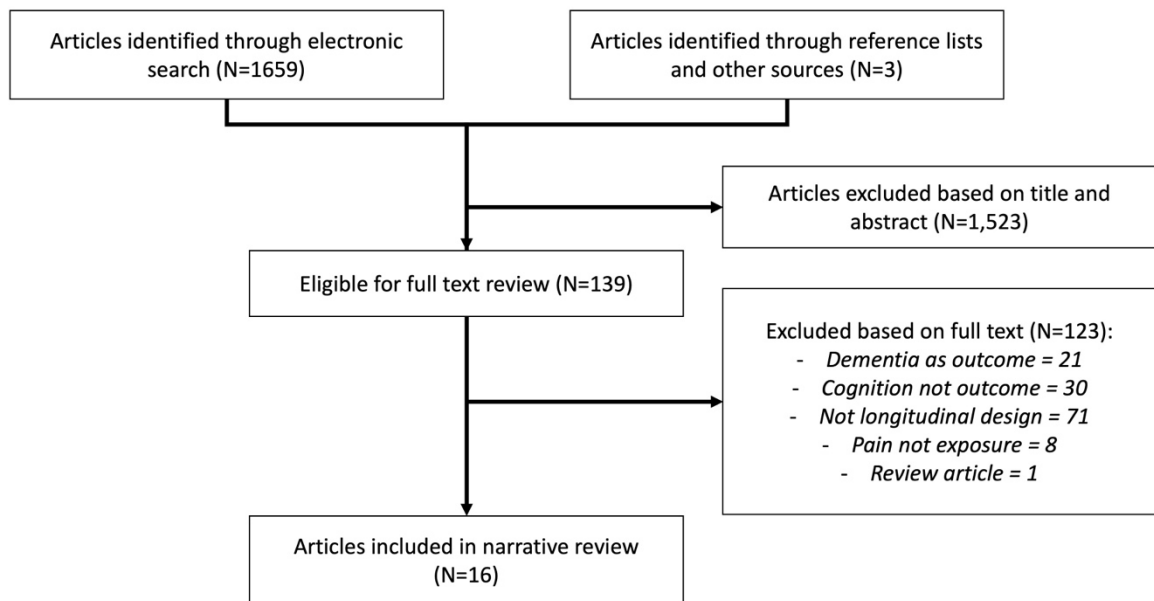 Articles identified through electronic
search (N=1659)
Articles identified through reference lists
and other sources (N=3)
Articles excluded based on title and
abstract (N=1,523)
Eligible for full text review (N=139)
Excluded based on full text (N=123):
- Dementia as outcome = 21
- Cognition not outcome = 30
- Not longitudinal design = 71
- Pain not exposure = 8
- Review article = 1
Articles included in narrative review
(N=16)